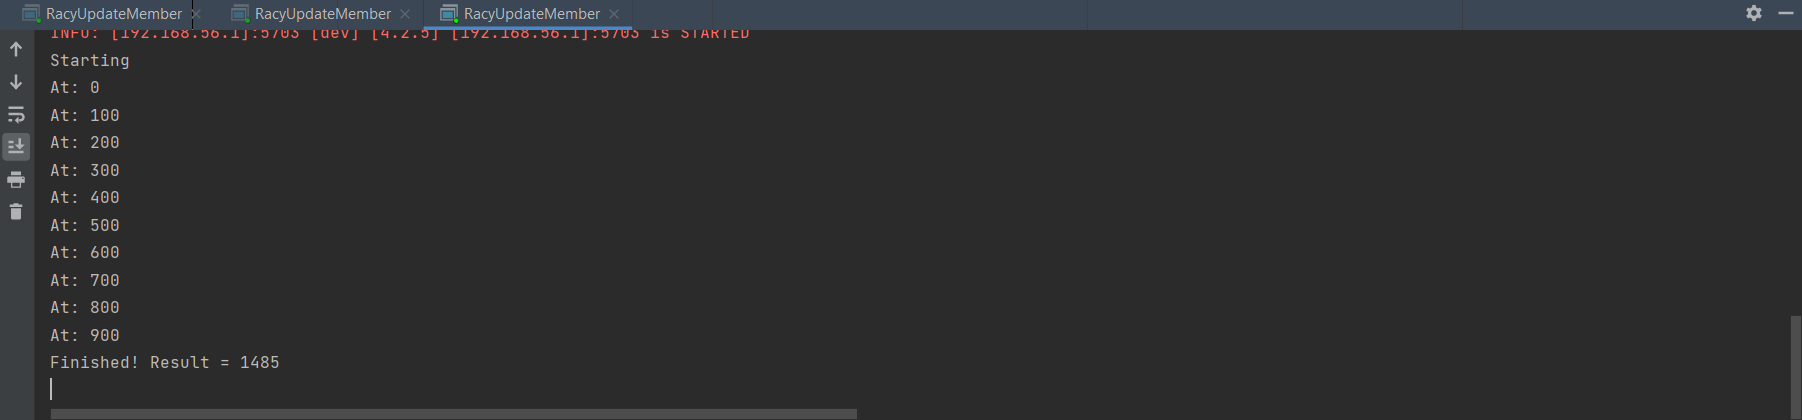 RacyUpdateMember RacyUpdateMember RacyUpdateMember
INFO: [192.168.56.1]:5703 [dev] [4.2.5] [192.168.56.1]:5703 is STARTED
Starting
At: 0
At: 100
At: 200
At: 300
At: 400
At: 500
At: 600
At: 700
At: 800
At: 900
Finished! Result = 1485